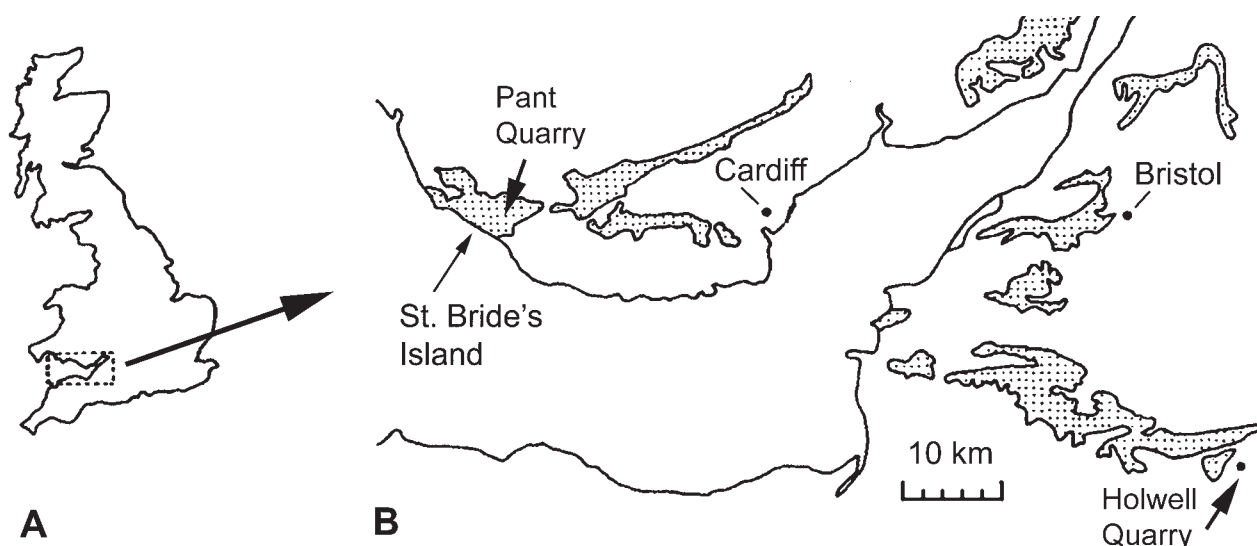 Pant
Quarry
Cardiff
Bristol
St. Bride's
Island
10 km
Holwell
Quarry
A
B